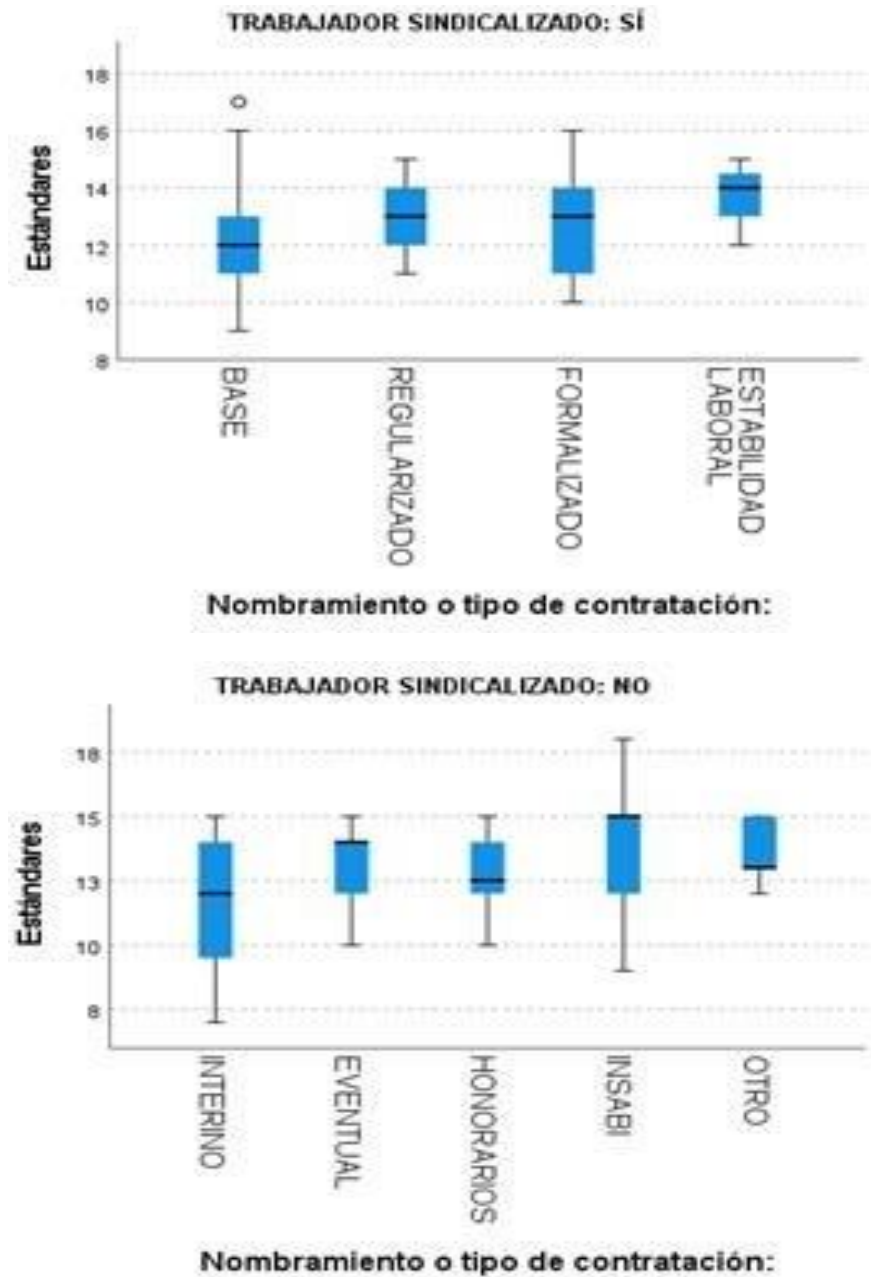 TRABAJADOR SINDICALIZADO: SÍ
Estándares
18
16
14
12
10
8
BASE
REGULARIZADO
FORMALIZADO
ESTABILIDAD
LABORAL
Nombramiento o tipo de contratación:
TRABAJADOR SINDICALIZADO: NO
Estándares
18
15
13
10
8
INTERINO
EVENTUAL
HONORARIOS
INSABI
OTRO
Nombramiento o tipo de contratación: